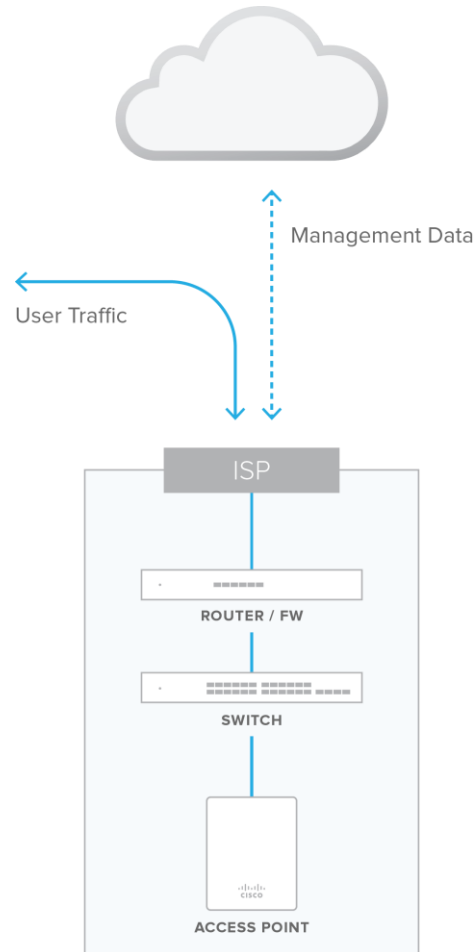 Management Data
User Traffic
ISP
ROUTER / FW
SWITCH
CISCO
ACCESS POINT